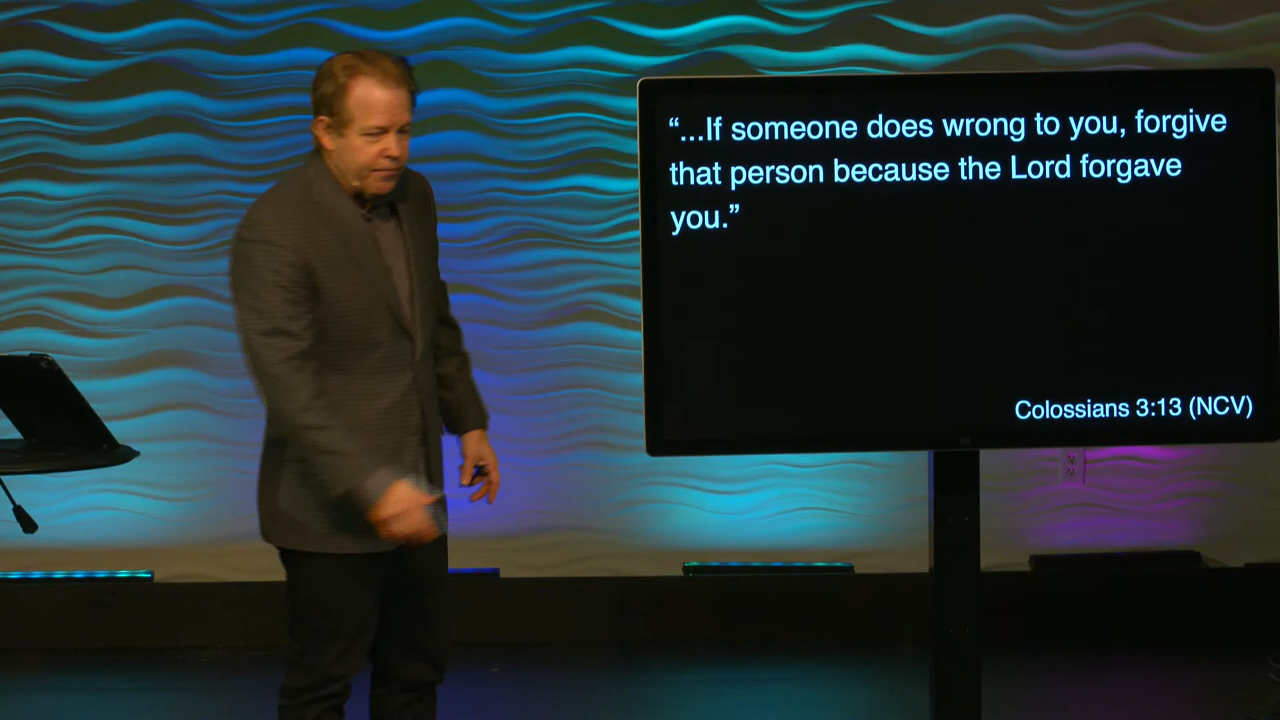 “...If someone does wrong to you, forgive
that person because the Lord forgave
you.”
Colossians 3:13 (NCV)